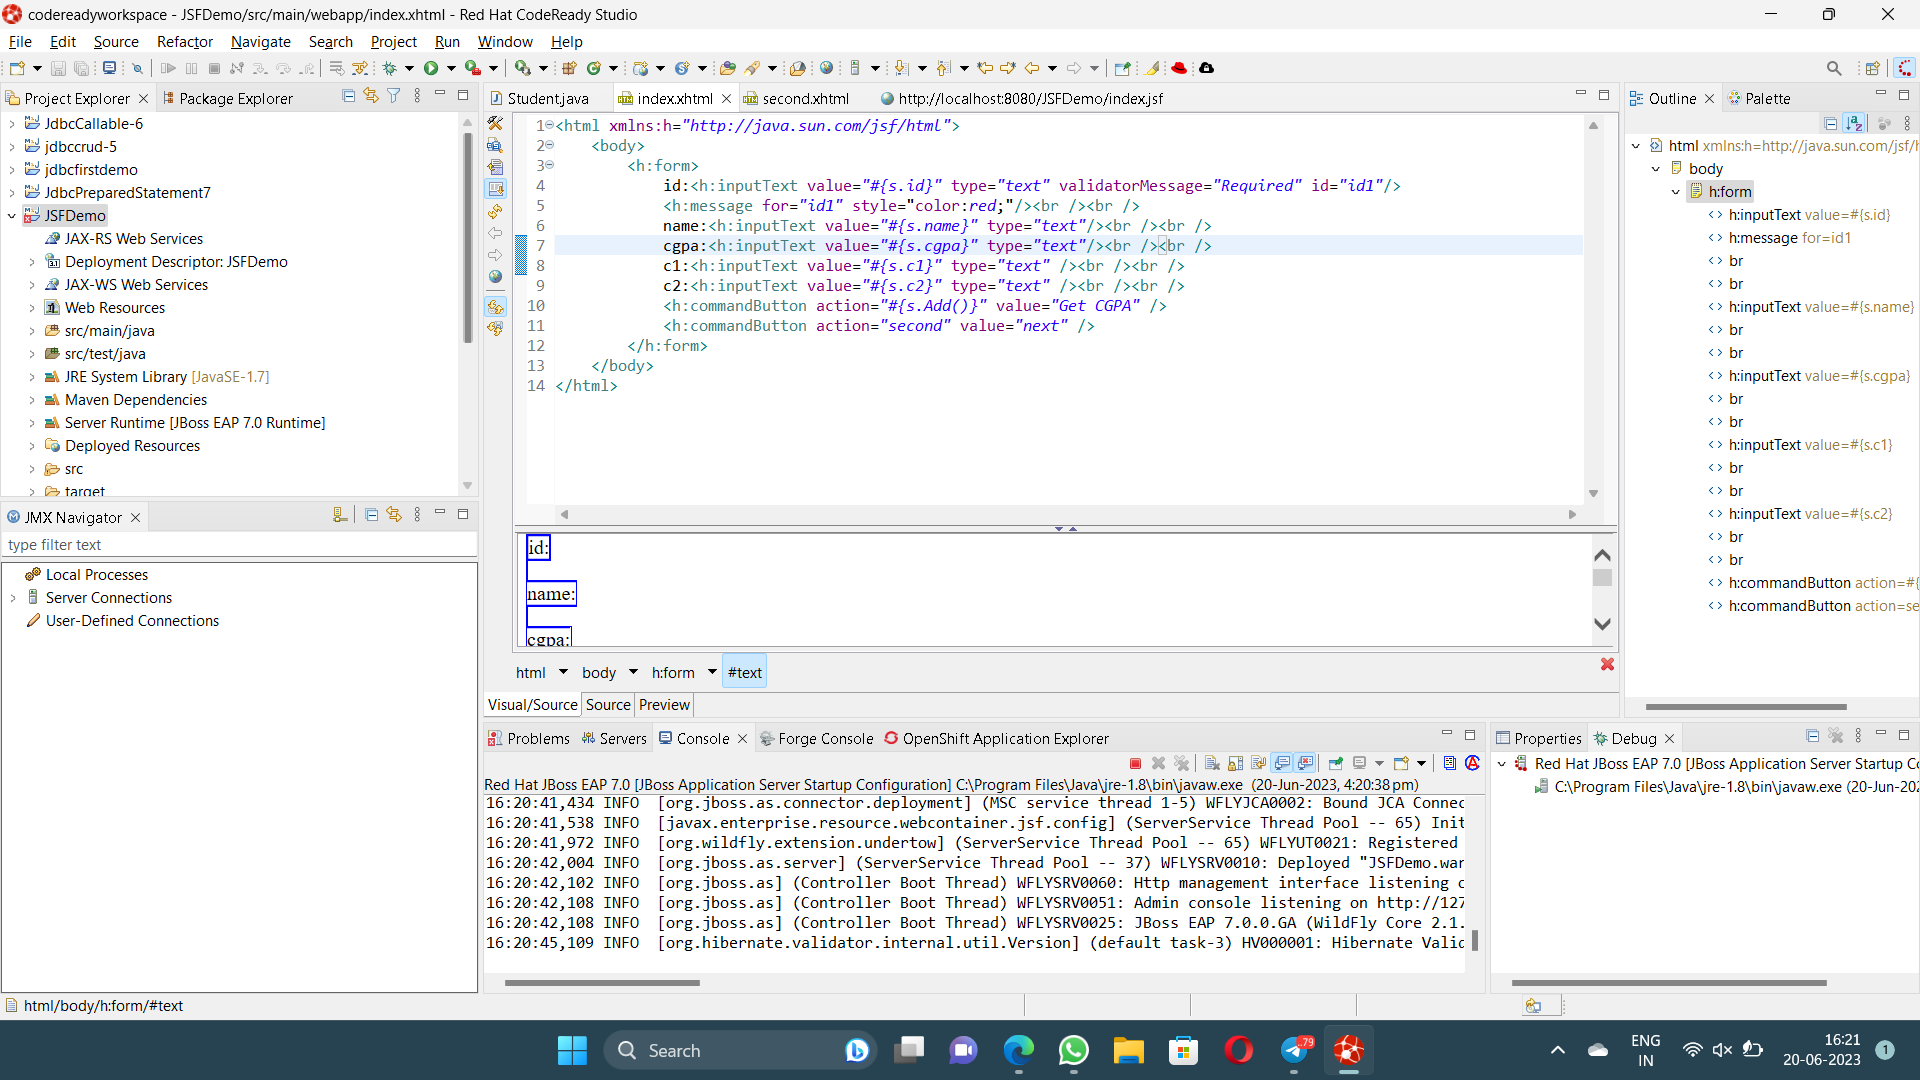 codereadyworkspace - JSFDemo/src/main/webapp/index.xhtml - Red Hat CodeReady Studio
File Edit Source Refactor Navigate Search Project Run Window Help
Project Explorer
Package Explorer
JdbcCallable-6
jdbccrud-5
jdbcfirstdemo
JdbcPreparedStatement7
JSFDemo
JAX-RS Web Services
Deployment Descriptor: JSFDemo
JAX-WS Web Services
Web Resources
src/main/java
src/test/java
JRE System Library [JavaSE-1.7]
Maven Dependencies
Server Runtime [JBoss EAP 7.0 Runtime]
Deployed Resources
src
target
JMX Navigator
type filter text
Local Processes
Server Connections
User-Defined Connections
Student.java index.xhtml second.xhtml http://localhost:8080/JSFDemo/index.jsf
1 <html xmlns:h="http://java.sun.com/jsf/html">
2 <body>
3 <h:form>
4 id:<h:inputText value="#{s.id}" type="text" validatorMessage="Required" id="id1"/>
5 <h:message for="id1" style="color:red;"/><br /><br />
6 name:<h:inputText value="#{s.name}" type="text"/><br /><br />
7 cgpa:<h:inputText value="#{s.cgpa}" type="text"/><br /><br />
8 c1:<h:inputText value="#{s.c1}" type="text" /><br /><br />
9 c2:<h:inputText value="#{s.c2}" type="text" /><br /><br />
10 <h:commandButton action="#{s.Add()}" value="Get CGPA" />
11 <h:commandButton action="second" value="next" />
12 </h:form>
13 </body>
14 </html>
id:
name:
cgpa:
html body h:form #text
Visual/Source Source Preview
Outline Palette
html xmlns:h=http://java.sun.com/jsf/h
body
h:form
h:inputText value=#{s.id}
h:message for=id1
br
br
h:inputText value=#{s.name}
br
br
h:inputText value=#{s.cgpa}
br
br
h:inputText value=#{s.c1}
br
br
h:inputText value=#{s.c2}
br
br
h:commandButton action=#{
h:commandButton action=se
Problems Servers Console Forge Console OpenShift Application Explorer
Red Hat JBoss EAP 7.0 [JBoss Application Server Startup Configuration] C:\Program Files\Java\jre-1.8\bin\javaw.exe (20-Jun-2023, 4:20:38 pm)
16:20:41,434 INFO [org.jboss.as.connector.deployment] (MSC service thread 1-5) WFLYJCA0002: Bound JCA Connec
16:20:41,538 INFO [javax.enterprise.resource.webcontainer.jsf.config] (ServerService Thread Pool -- 65) Init
16:20:41,972 INFO [org.wildfly.extension.undertow] (ServerService Thread Pool -- 65) WFLYUT0021: Registered
16:20:42,004 INFO [org.jboss.as.server] (ServerService Thread Pool -- 37) WFLYSRV0010: Deployed "JSFDemo.war
16:20:42,102 INFO [org.jboss.as] (Controller Boot Thread) WFLYSRV0060: Http management interface listening o
16:20:42,108 INFO [org.jboss.as] (Controller Boot Thread) WFLYSRV0051: Admin console listening on http://127
16:20:42,108 INFO [org.jboss.as] (Controller Boot Thread) WFLYSRV0025: JBoss EAP 7.0.0.GA (WildFly Core 2.1.
16:20:45,109 INFO [org.hibernate.validator.internal.util.Version] (default task-3) HV000001: Hibernate Valid
Properties Debug
Red Hat JBoss EAP 7.0 [JBoss Application Server Startup Co
C:\Program Files\Java\jre-1.8\bin\javaw.exe (20-Jun-202
html/body/h:form/#text
Search
79
ENG
IN
16:21
20-06-2023
1